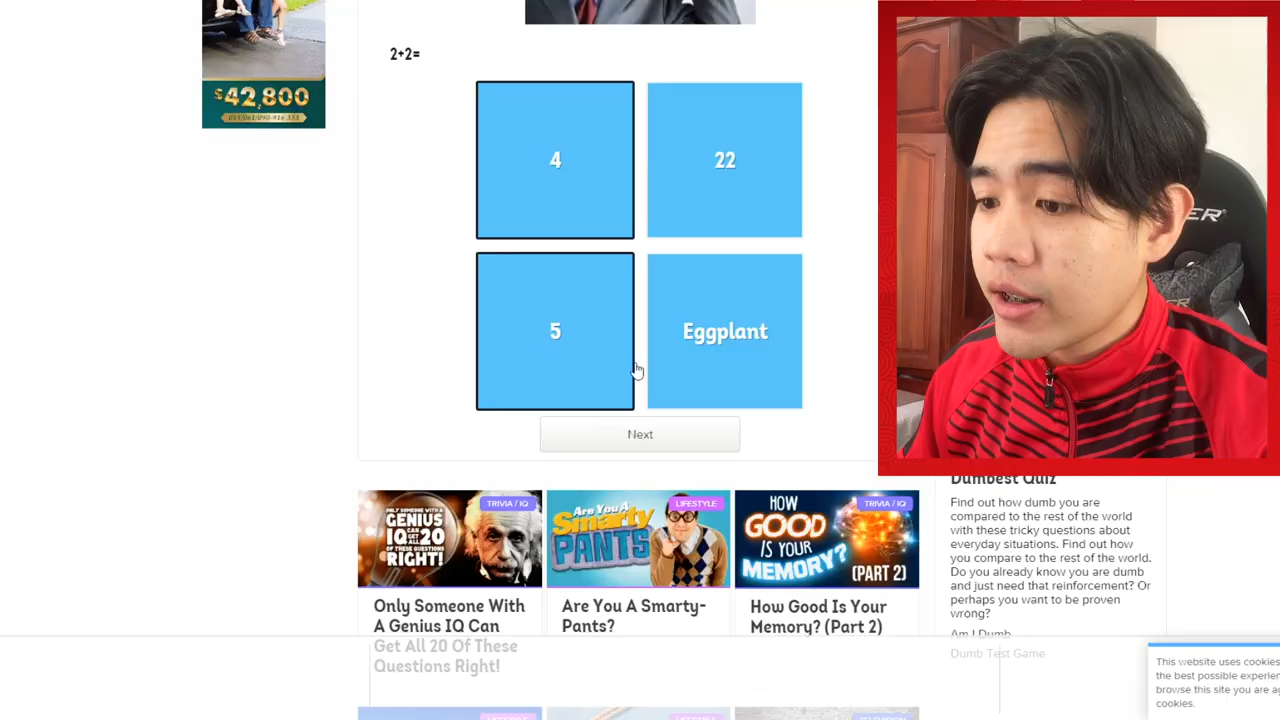 $42,800
2+2=
4
22
5
Eggplant
Next
TRIVIA / IQ
ONLY SOMEONE WITH A
GENIUS
CAN GET ALL
IQ 20
OF THESE
QUESTIONS
RIGHT!
Only Someone With
A Genius IQ Can
Get All 20 Of These
Questions Right!
LIFESTYLE
Are You A
Smarty
PANTS?
Are You A Smarty-
Pants?
TRIVIA / IQ
HOW
GOOD
IS YOUR
MEMORY?
(PART 2)
How Good Is Your
Memory? (Part 2)
Dumbest Quiz
Find out how dumb you are
compared to the rest of the world
with these tricky questions about
everyday situations. Find out how
you compare to the rest of the world.
Do you already know you are dumb
and just need that reinforcement? Or
perhaps you want to be proven
wrong?
Am I Dumb
Dumb Test Game
This website uses cookies
the best possible experien
browse this site you are ag
cookies.